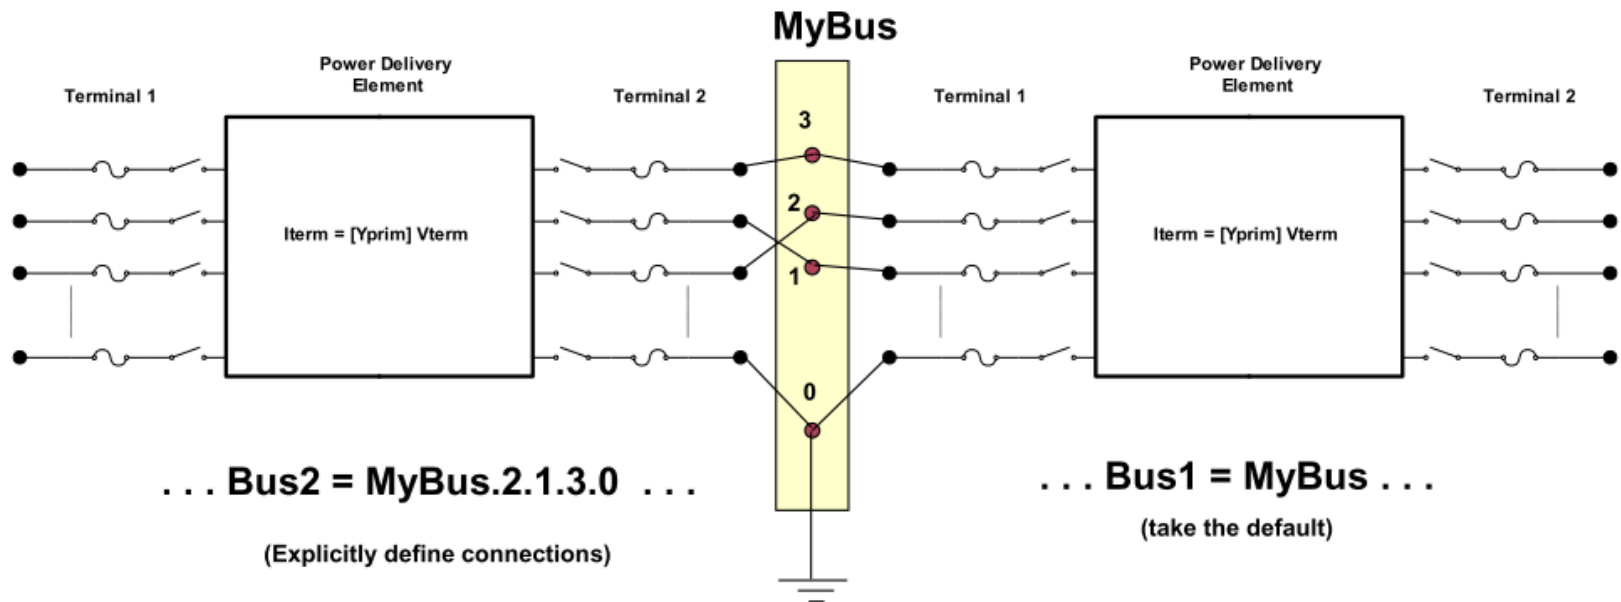 MyBus
Power Delivery
Element
Terminal 1
Terminal 2
Iterm = [Yprim] Vterm
3
2
1
0
Power Delivery
Element
Terminal 1
Terminal 2
Iterm = [Yprim] Vterm
. . . Bus2 = MyBus.2.1.3.0 . . .
(Explicitly define connections)
. . . Bus1 = MyBus . . .
(take the default)